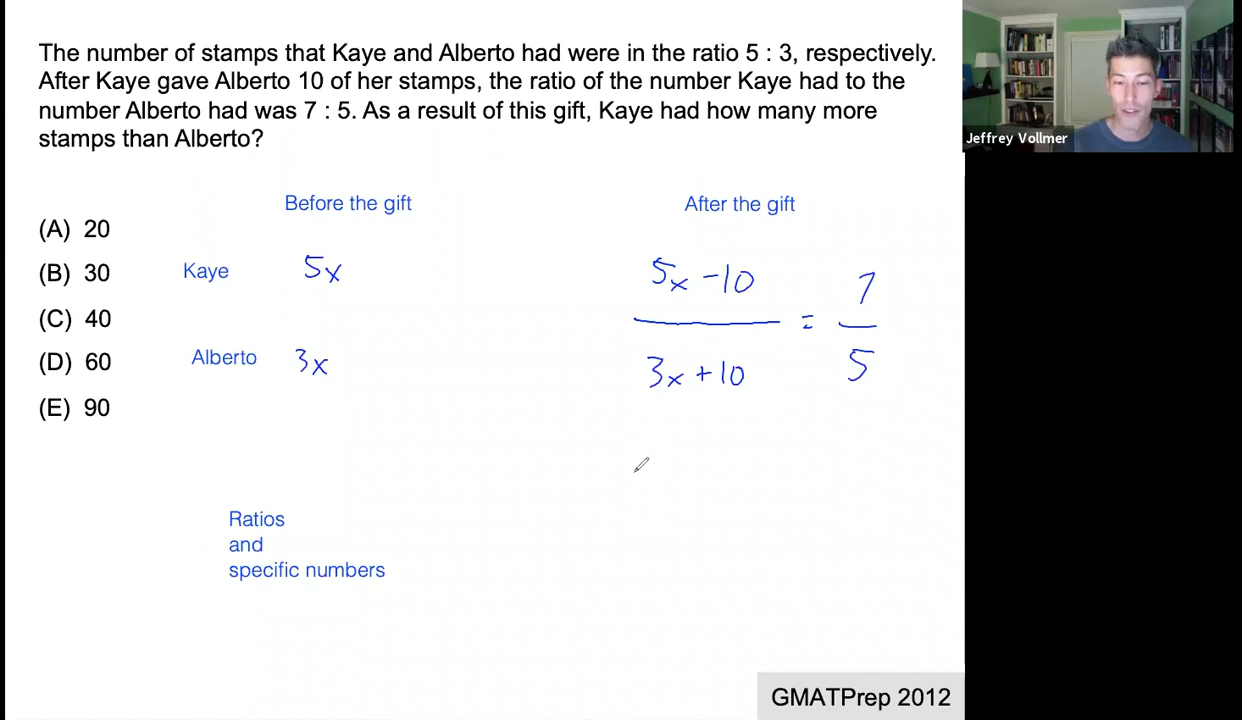 The number of stamps that Kaye and Alberto had were in the ratio 5 : 3, respectively.
After Kaye gave Alberto 10 of her stamps, the ratio of the number Kaye had to the
number Alberto had was 7 : 5. As a result of this gift, Kaye had how many more
stamps than Alberto?
Jeffrey Vollmer
Before the gift
After the gift
(A) 20
(B) 30
(C) 40
(D) 60
(E) 90
Kaye 5x
Alberto 3x
5x - 10
=
7
3x + 10
5
Ratios
and
specific numbers
GMATPrep 2012